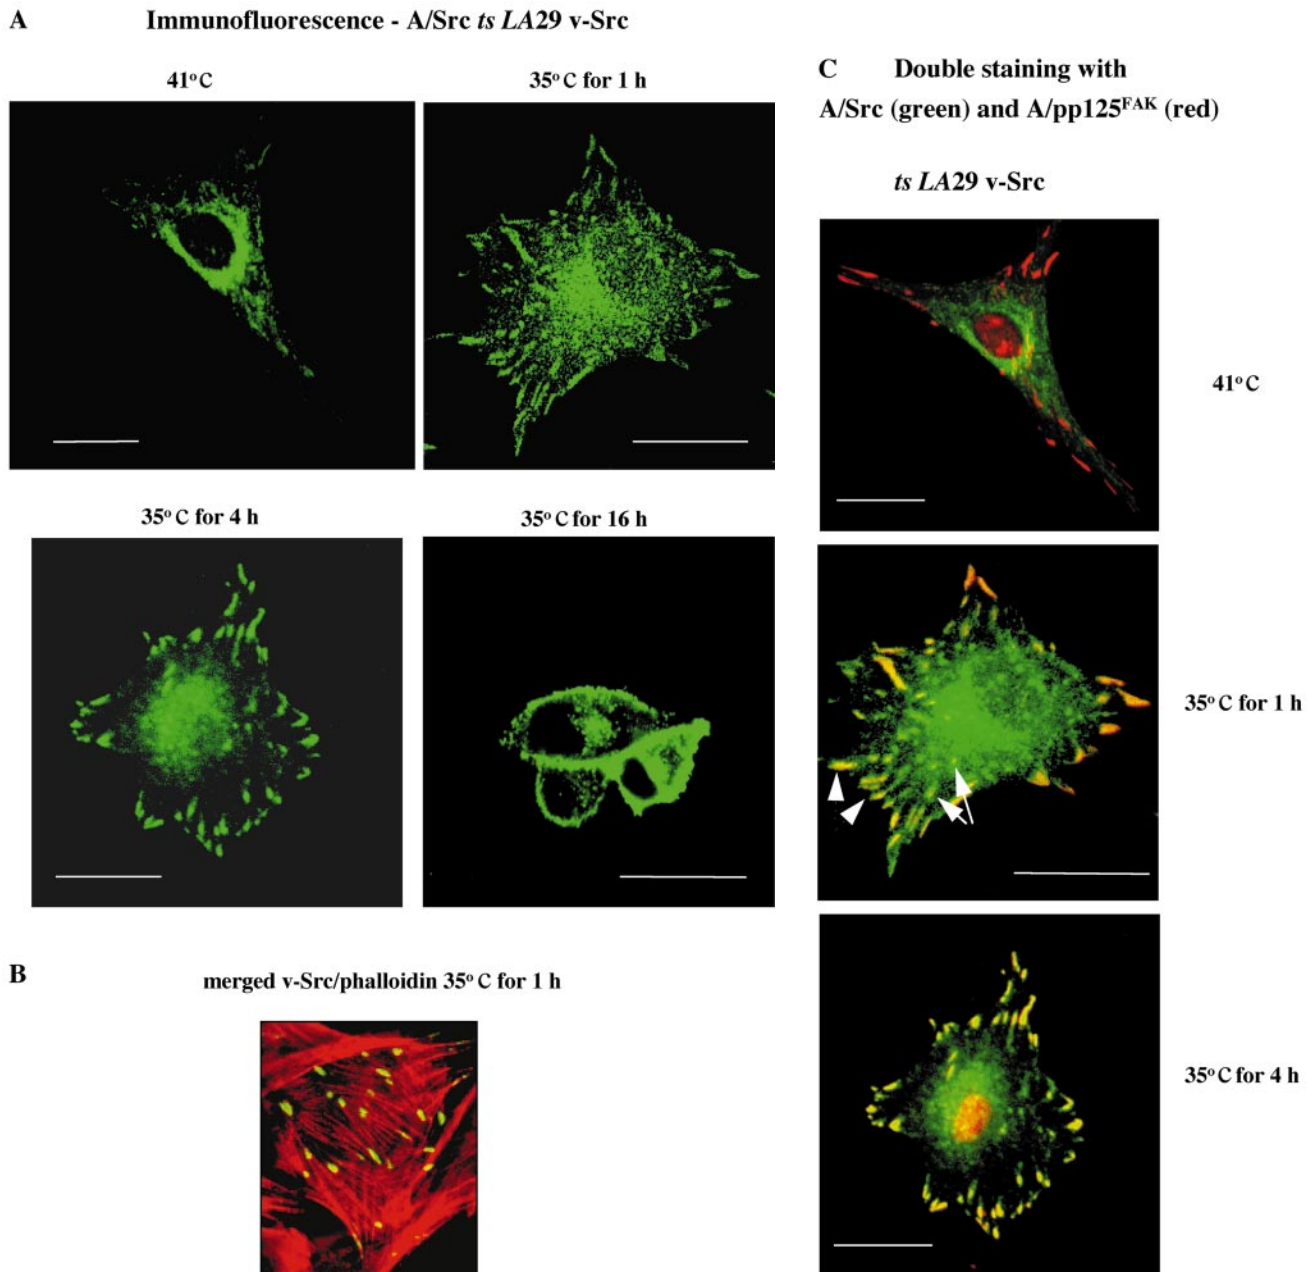 A Immunofluorescence - A/Src ts LA29 v-Src
41°C
35°C for 1 h
35°C for 4 h
35°C for 16 h
B merged v-Src/phalloidin 35°C for 1 h
C Double staining with
A/Src (green) and A/pp125FAK (red)
ts LA29 v-Src
41°C
35°C for 1 h
35°C for 4 h